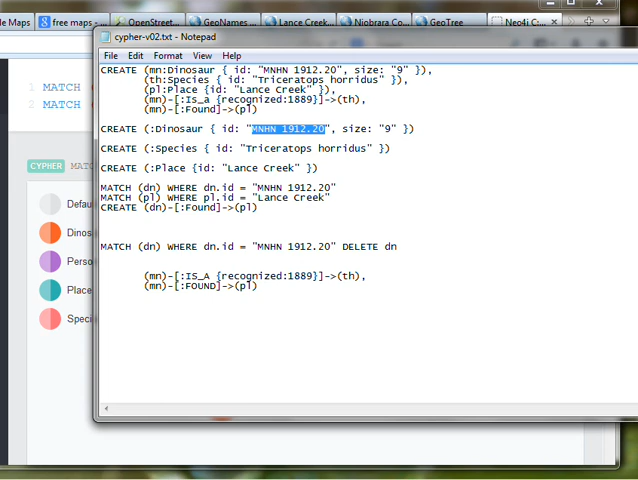 le Maps
free maps -
OpenStreet..
GeoNames
Lance Creek...
Niobrara Co
GeoTree
Neo4j
cypher-v02.txt - Notepad
File Edit Format View Help
CREATE (mn:Dinosaur { id: "MNHN 1912.20", size: "9" }),
(th:Species { id: "Triceratops horridus" }),
(pl:Place {id: "Lance Creek" }),
(mn)-[:Is_a {recognized:1889}]->(th),
(mn)-[:Found]->(pl)
CREATE (:Dinosaur { id: "MNHN 1912.20", size: "9" })
CREATE (:Species { id: "Triceratops horridus" })
CREATE (:Place {id: "Lance Creek" })
MATCH (dn) WHERE dn.id = "MNHN 1912.20"
MATCH (pl) WHERE pl.id = "Lance Creek"
CREATE (dn)-[:Found]->(pl)
MATCH (dn) WHERE dn.id = "MNHN 1912.20" DELETE dn
(mn)-[:IS_A {recognized:1889}]->(th),
(mn)-[:FOUND]->(pl)
1 MATCH
2 MATCH
CYPHER MATC
Defau
Dinos
Perso
Place
Speci